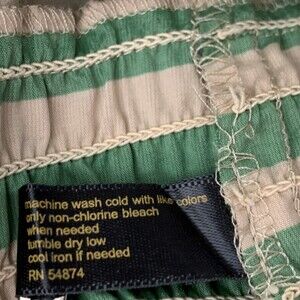 machine wash cold with like colors
only non-chlorine bleach
when needed
tumble dry low
cool iron if needed
RN 54874